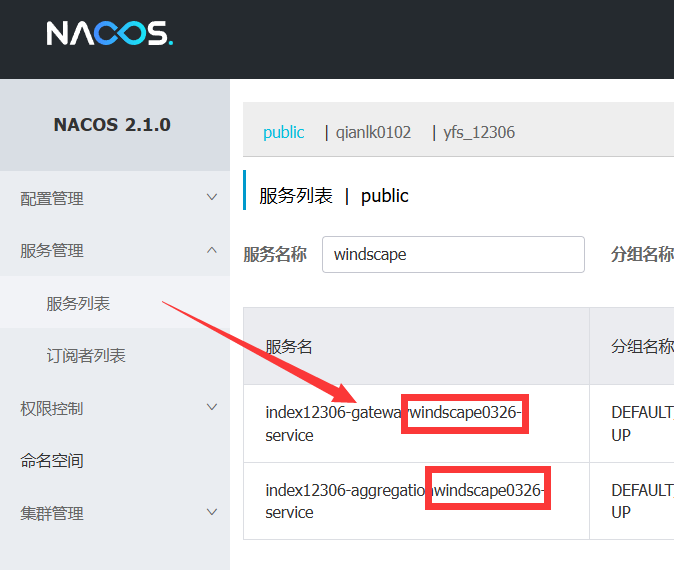 NACOS.
NACOS 2.1.0
public | qianlk0102 | yfs_12306
配置管理
服务管理
服务列表
订阅者列表
权限控制
命名空间
集群管理
服务列表 | public
服务名称 windscape 分组名称
服务名 分组名称
index12306-gatewaywindscape0326- DEFAULT_
service UP
index12306-aggregationwindscape0326- DEFAULT_
service UP